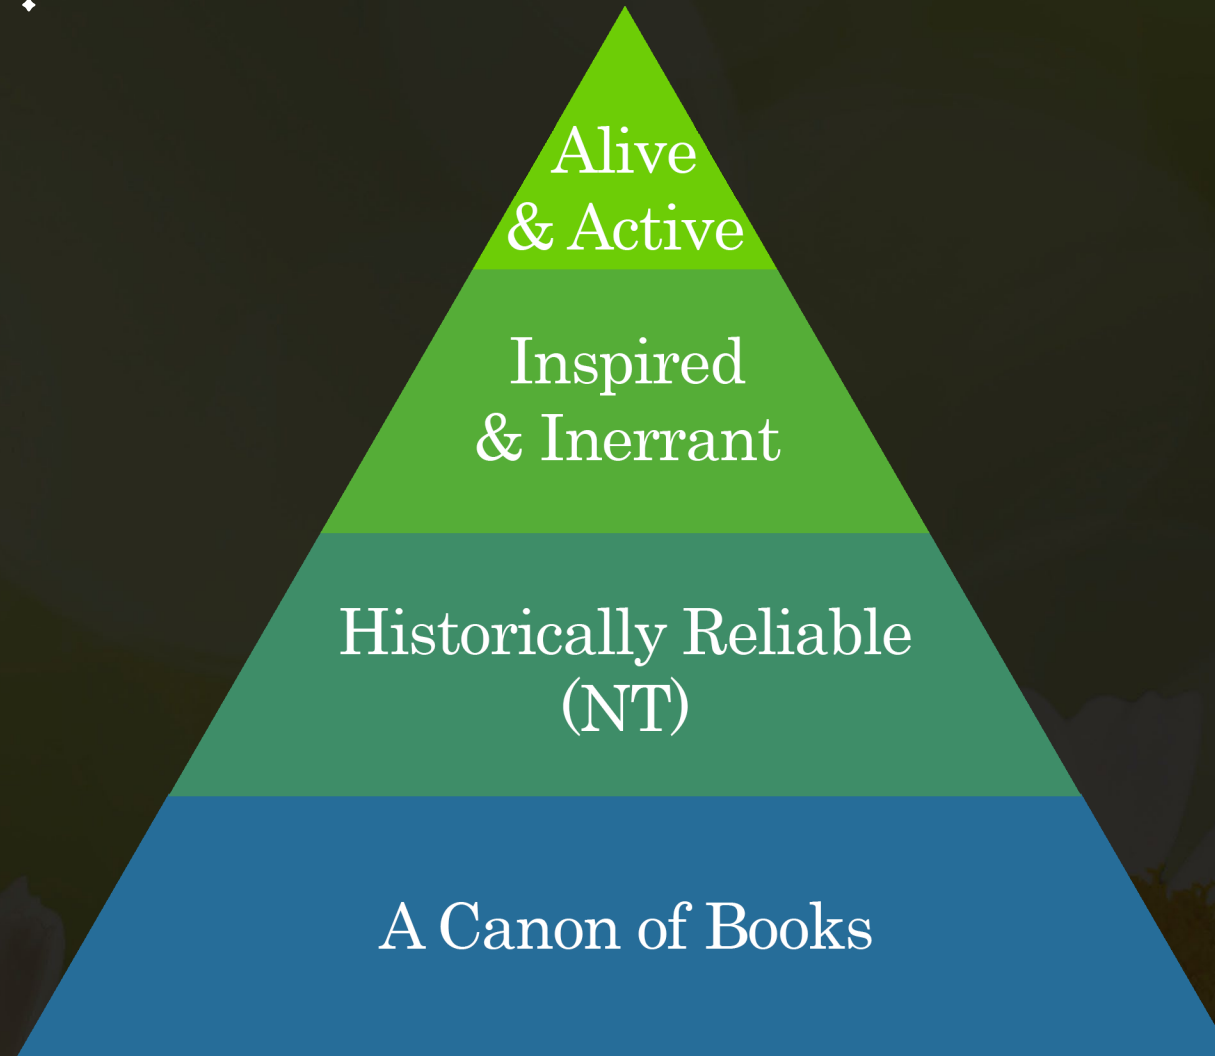 Alive
& Active
Inspired
& Inerrant
Historically Reliable
(NT)
A Canon of Books